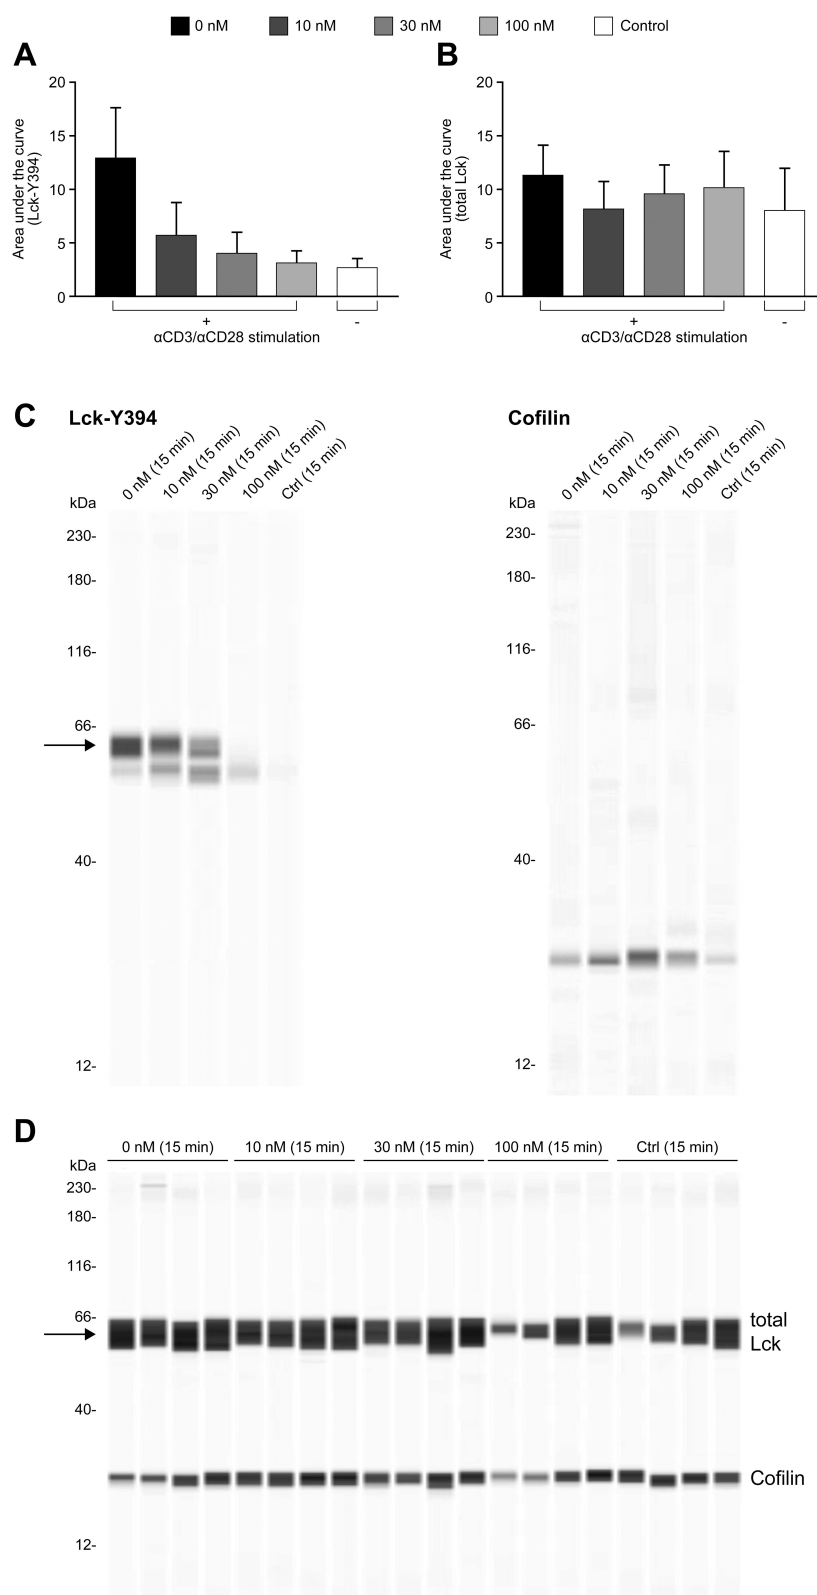 0 nM 10 nM 30 nM 100 nM Control
A
Area under the curve
(Lck-Y394)
20
15
10
5
0
+ -
αCD3/αCD28 stimulation
B
Area under the curve
(total Lck)
20
15
10
5
0
+ -
αCD3/αCD28 stimulation
C
Lck-Y394
0 nM (15 min)
10 nM (15 min)
30 nM (15 min)
100 nM (15 min)
Ctrl (15 min)
kDa
230-
180-
116-
66-
40-
12-
Cofilin
0 nM (15 min)
10 nM (15 min)
30 nM (15 min)
100 nM (15 min)
Ctrl (15 min)
kDa
230-
180-
116-
66-
40-
12-
D
0 nM (15 min) 10 nM (15 min) 30 nM (15 min) 100 nM (15 min) Ctrl (15 min)
kDa
230-
180-
116-
66-
40-
12-
total
Lck
Cofilin